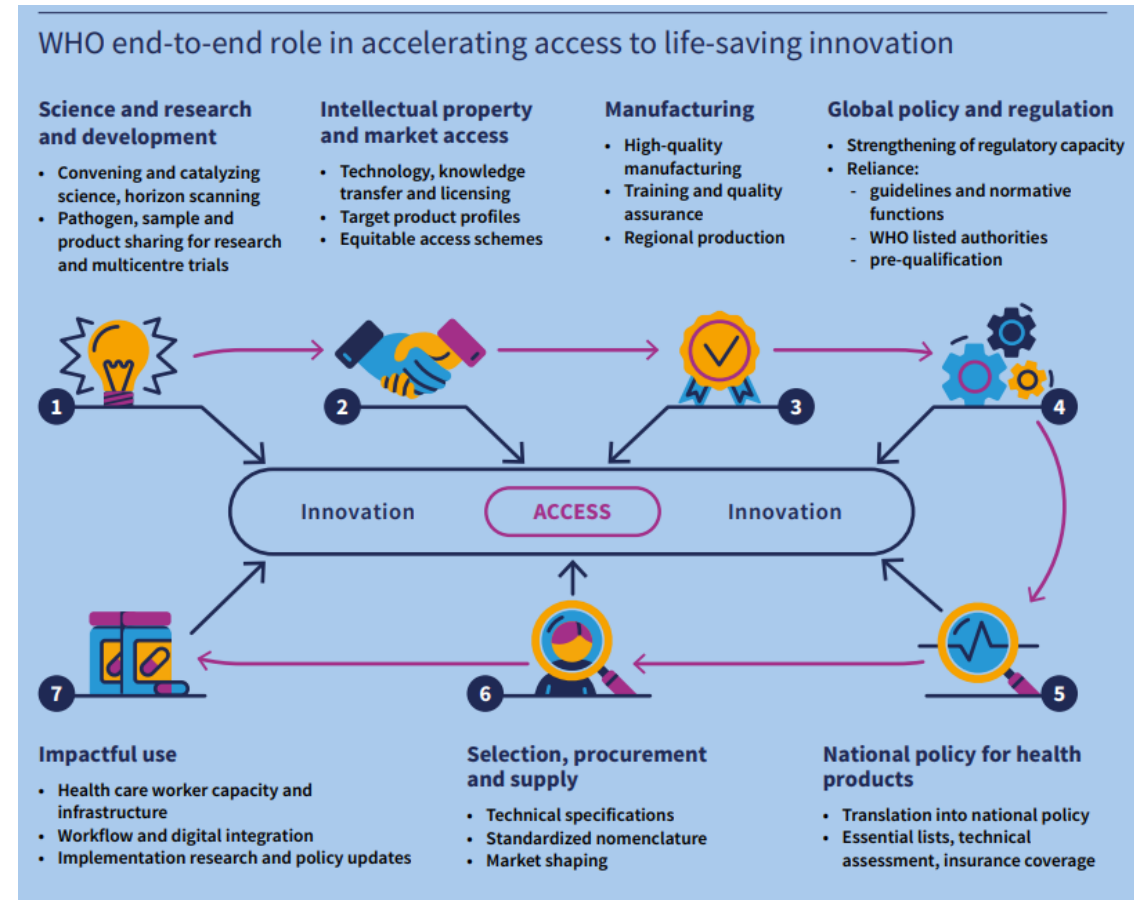 WHO end-to-end role in accelerating access to life-saving innovation
Science and research
and development
• Convening and catalyzing
science, horizon scanning
• Pathogen, sample and
product sharing for research
and multicentre trials
Intellectual property
and market access
• Technology, knowledge
transfer and licensing
• Target product profiles
• Equitable access schemes
Manufacturing
• High-quality
manufacturing
• Training and quality
assurance
• Regional production
Global policy and regulation
• Strengthening of regulatory capacity
• Reliance:
- guidelines and normative
functions
- WHO listed authorities
- pre-qualification
1
2
3
4
Innovation
ACCESS
Innovation
7
6
5
Impactful use
• Health care worker capacity and
infrastructure
• Workflow and digital integration
• Implementation research and policy updates
Selection, procurement
and supply
• Technical specifications
• Standardized nomenclature
• Market shaping
National policy for health
products
• Translation into national policy
• Essential lists, technical
assessment, insurance coverage